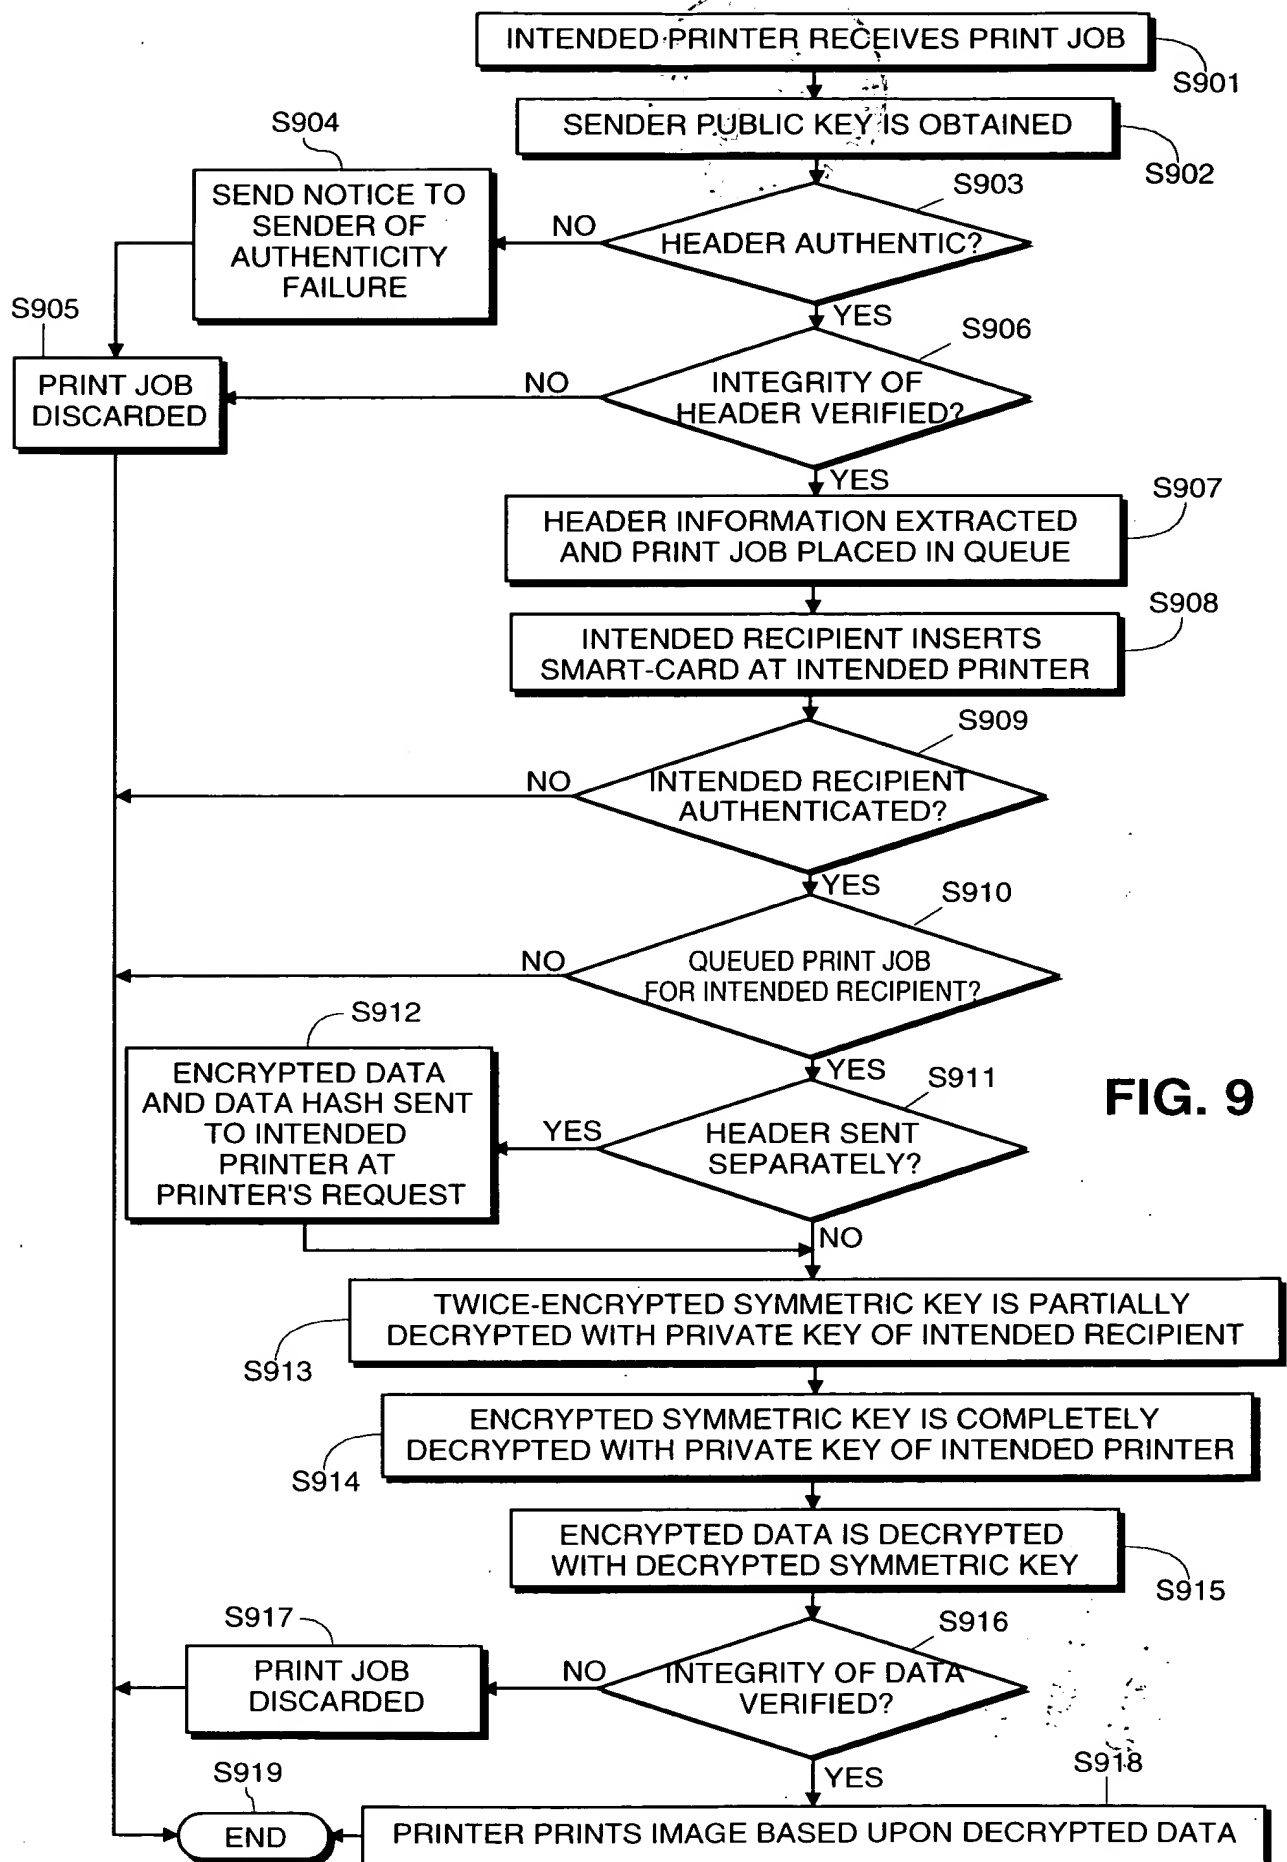 INTENDED PRINTER RECEIVES PRINT JOB
S901
SENDER PUBLIC KEY IS OBTAINED
S902
S903
HEADER AUTHENTIC?
NO
YES
S904
SEND NOTICE TO
SENDER OF
AUTHENTICITY
FAILURE
S905
PRINT JOB
DISCARDED
S906
INTEGRITY OF
HEADER VERIFIED?
NO
YES
S907
HEADER INFORMATION EXTRACTED
AND PRINT JOB PLACED IN QUEUE
S908
INTENDED RECIPIENT INSERTS
SMART-CARD AT INTENDED PRINTER
S909
INTENDED RECIPIENT
AUTHENTICATED?
NO
YES
S910
QUEUED PRINT JOB
FOR INTENDED RECIPIENT?
NO
YES
S911
HEADER SENT
SEPARATELY?
YES
NO
S912
ENCRYPTED DATA
AND DATA HASH SENT
TO INTENDED
PRINTER AT
PRINTER'S REQUEST
FIG. 9
TWICE-ENCRYPTED SYMMETRIC KEY IS PARTIALLY
DECRYPTED WITH PRIVATE KEY OF INTENDED RECIPIENT
S913
ENCRYPTED SYMMETRIC KEY IS COMPLETELY
DECRYPTED WITH PRIVATE KEY OF INTENDED PRINTER
S914
ENCRYPTED DATA IS DECRYPTED
WITH DECRYPTED SYMMETRIC KEY
S915
S916
INTEGRITY OF DATA
VERIFIED?
NO
YES
S917
PRINT JOB
DISCARDED
S918
PRINTER PRINTS IMAGE BASED UPON DECRYPTED DATA
S919
END